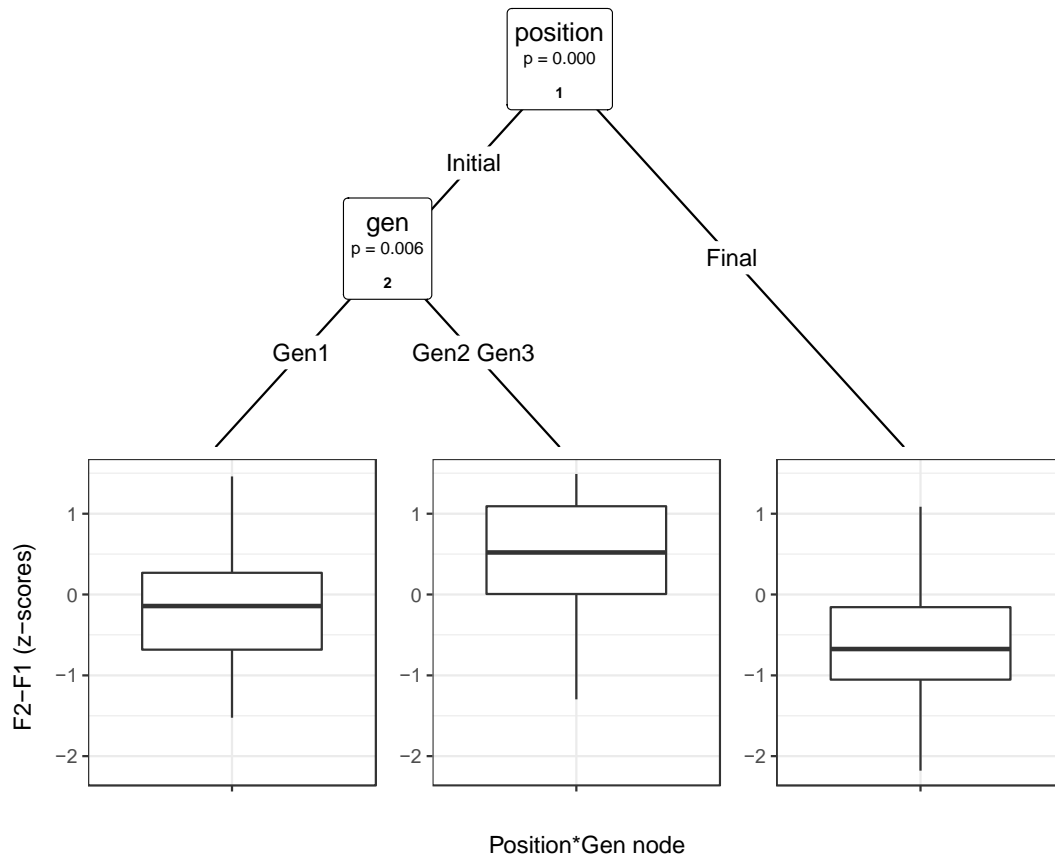 position
p = 0.000
1
Initial
gen
p = 0.006
2
Final
Gen1
Gen2 Gen3
F2−F1 (z−scores)
1
0
−1
−2
1
0
−1
−2
1
0
−1
−2
Position*Gen node